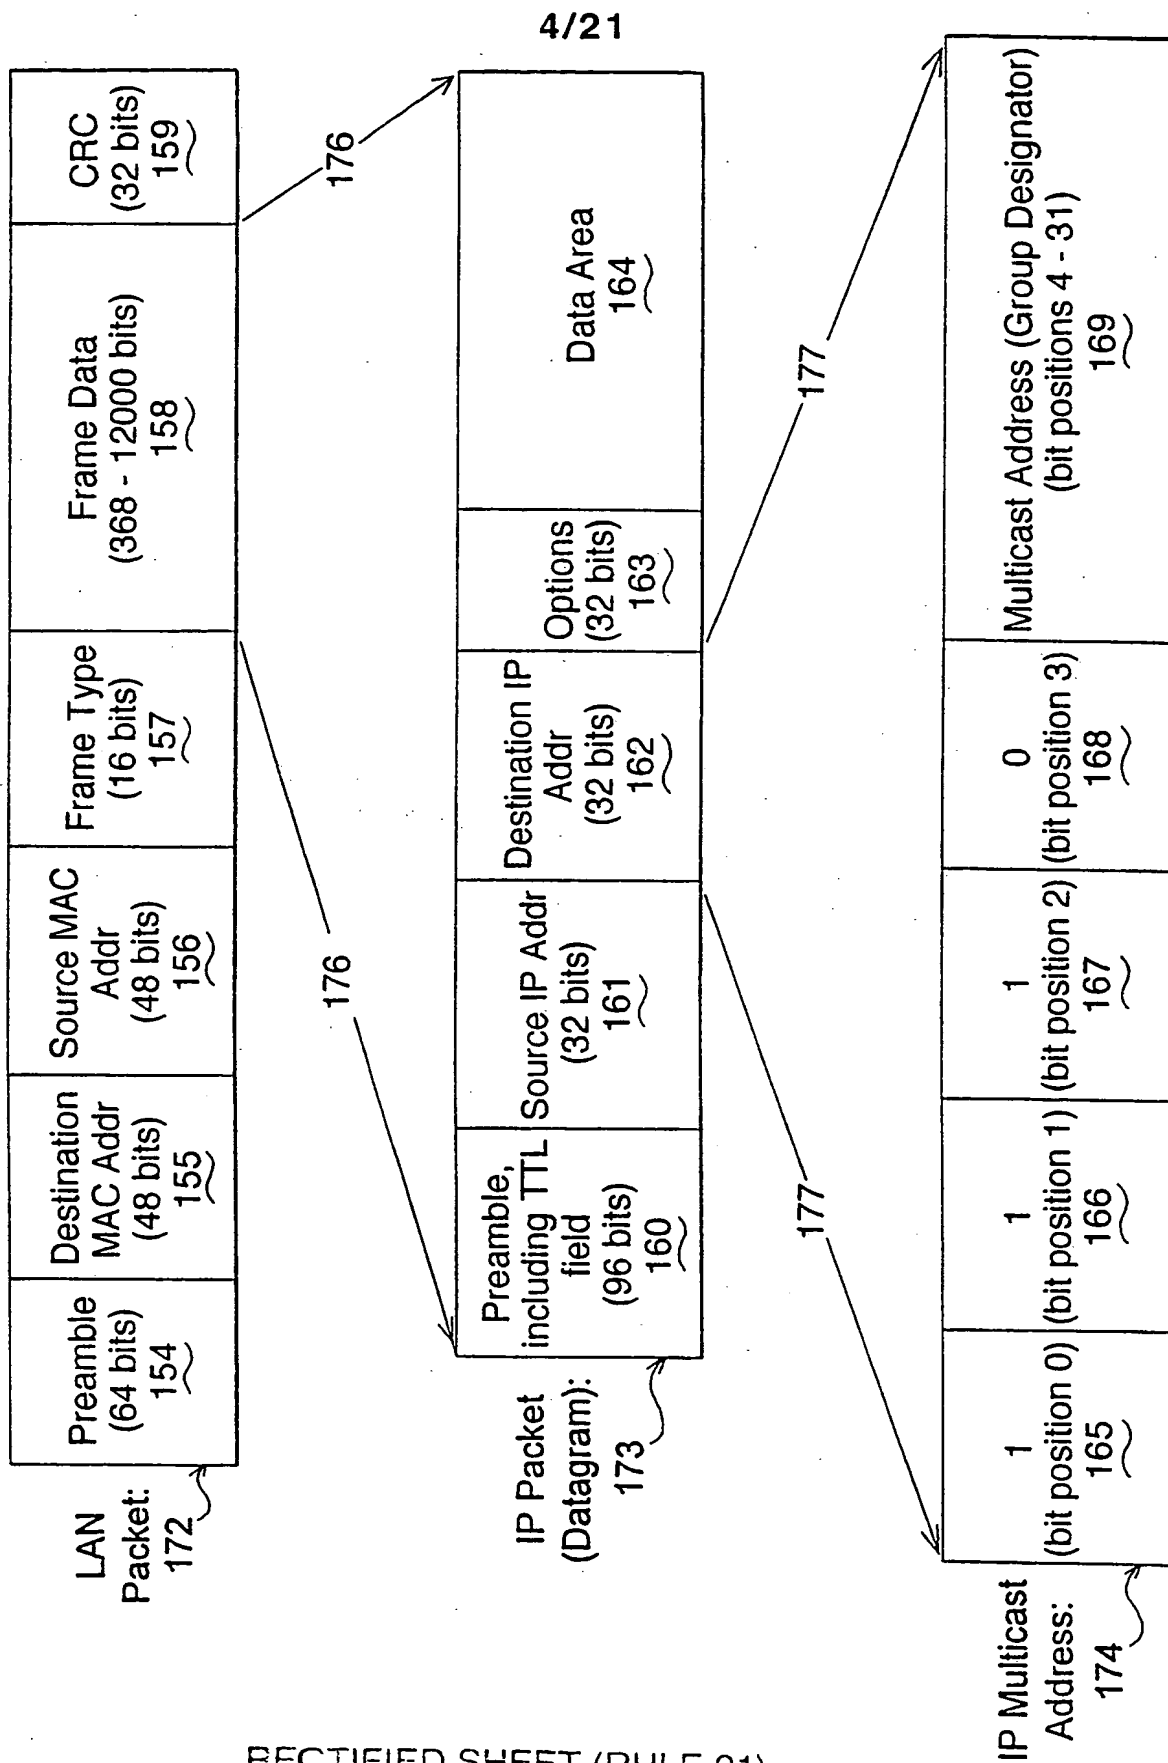 4/21
LAN
Packet:
172
Preamble
(64 bits)
154
Destination
MAC Addr
(48 bits)
155
Source MAC
Addr
(48 bits)
156
Frame Type
(16 bits)
157
Frame Data
(368 - 12000 bits)
158
CRC
(32 bits)
159
176
176
IP Packet
(Datagram):
173
Preamble,
including TTL
field
(96 bits)
160
Source IP Addr
(32 bits)
161
Destination IP
Addr
(32 bits)
162
Options
(32 bits)
163
Data Area
164
177
177
IP Multicast
Address:
174
1
(bit position 0)
165
1
(bit position 1)
166
1
(bit position 2)
167
0
(bit position 3)
168
Multicast Address (Group Designator)
(bit positions 4 - 31)
169
RECTIFIED SHEET (RULE 91)